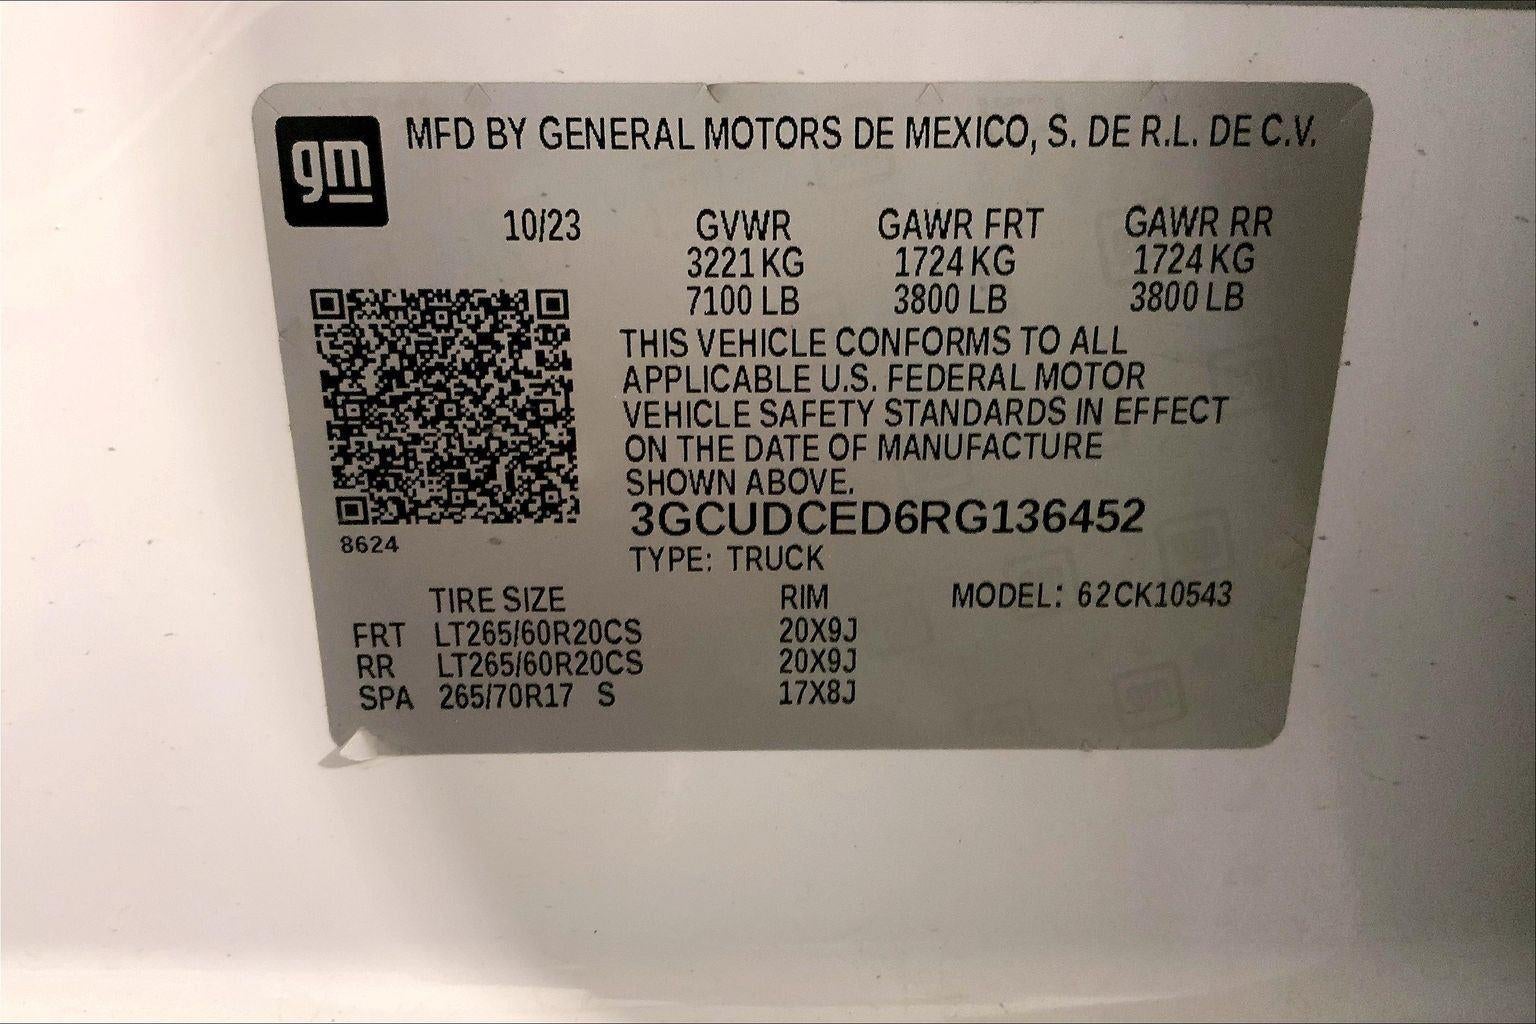 gm
MFD BY GENERAL MOTORS DE MEXICO, S. DE R.L. DE C.V.
10/23 GVWR GAWR FRT GAWR RR
3221 KG 1724 KG 1724 KG
7100 LB 3800 LB 3800 LB
THIS VEHICLE CONFORMS TO ALL
APPLICABLE U.S. FEDERAL MOTOR
VEHICLE SAFETY STANDARDS IN EFFECT
ON THE DATE OF MANUFACTURE
SHOWN ABOVE.
3GCUDCED6RG136452
8624
TYPE: TRUCK
TIRE SIZE RIM MODEL: 62CK10543
FRT LT265/60R20CS 20X9J
RR LT265/60R20CS 20X9J
SPA 265/70R17 S 17X8J